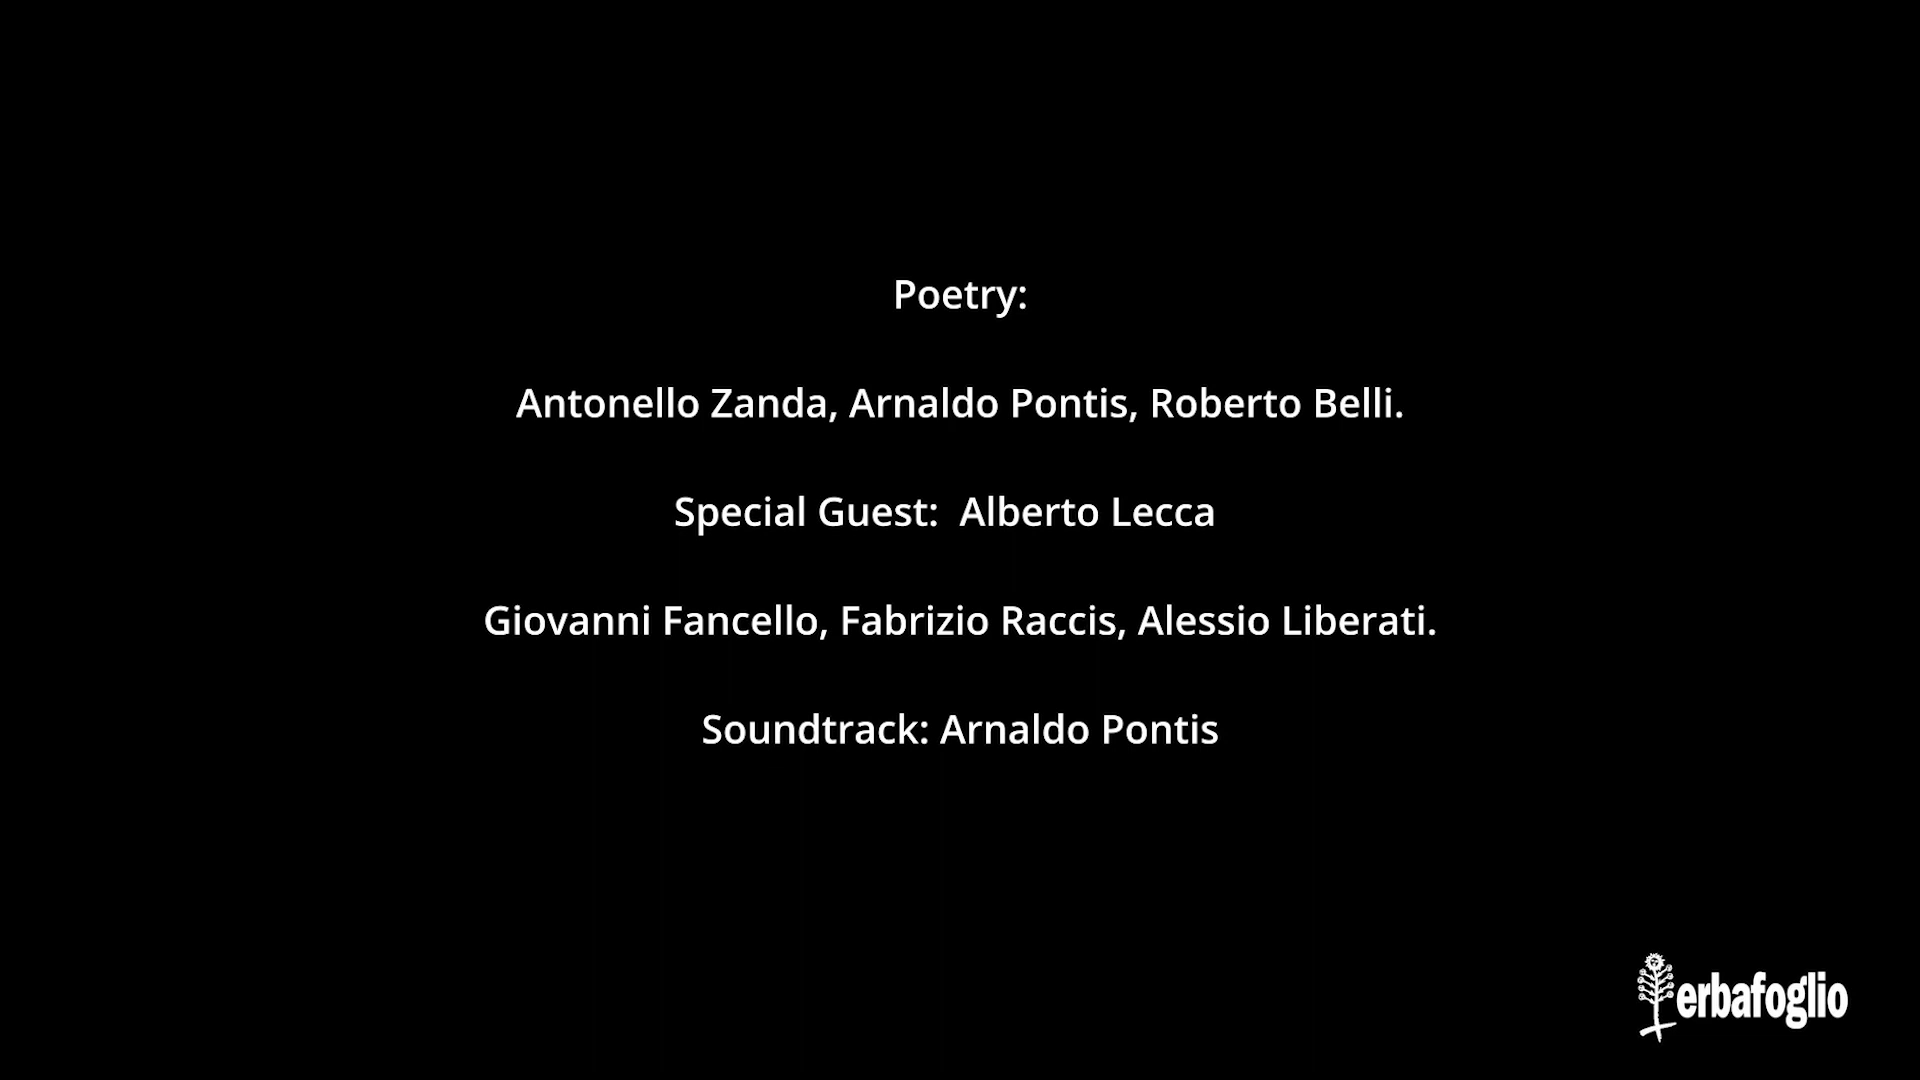 Poetry:
Antonello Zanda, Arnaldo Pontis, Roberto Belli.
Special Guest:  Alberto Lecca
Giovanni Fancello, Fabrizio Raccis, Alessio Liberati.
Soundtrack: Arnaldo Pontis
erbafoglio